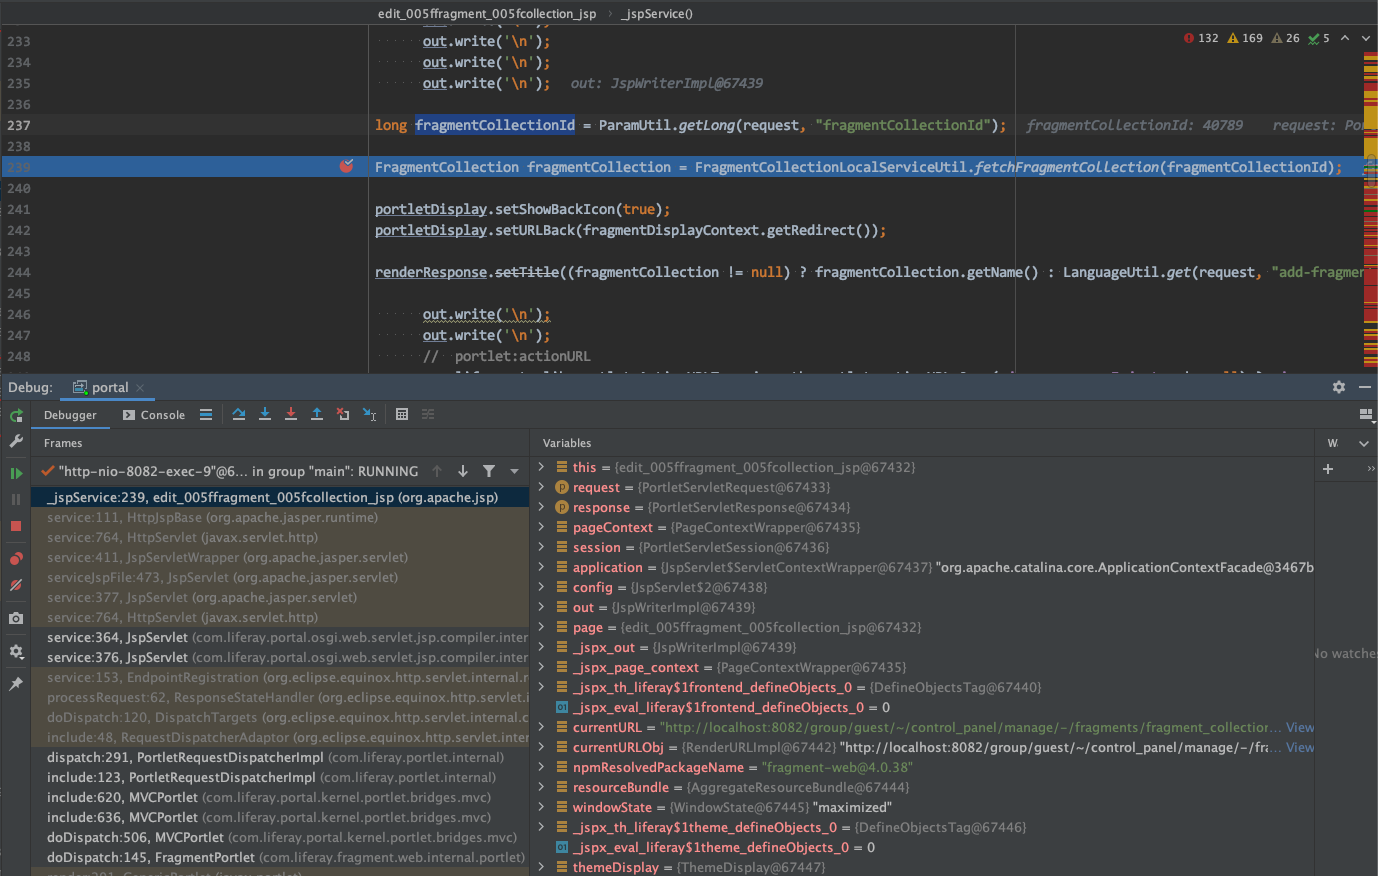 edit_005ffragment_005fcollection_jsp › _jspService()
132 169 26 5
233 out.write('\n');
234 out.write('\n');
235 out.write('\n'); out: JspWriterImpl@67439
236
237 long fragmentCollectionId = ParamUtil.getLong(request, "fragmentCollectionId"); fragmentCollectionId: 40789 request: Po
238
239 FragmentCollection fragmentCollection = FragmentCollectionLocalServiceUtil.fetchFragmentCollection(fragmentCollectionId);
240
241 portletDisplay.setShowBackIcon(true);
242 portletDisplay.setURLBack(fragmentDisplayContext.getRedirect());
243
244 renderResponse.setTitle((fragmentCollection != null) ? fragmentCollection.getName() : LanguageUtil.get(request, "add-fragmen
245
246 out.write('\n');
247 out.write('\n');
248 // portlet:actionURL
Debug: portal
Debugger Console
Frames
"http-nio-8082-exec-9"@6... in group "main": RUNNING
_jspService:239, edit_005ffragment_005fcollection_jsp (org.apache.jsp)
service:111, HttpJspBase (org.apache.jasper.runtime)
service:764, HttpServlet (javax.servlet.http)
service:411, JspServletWrapper (org.apache.jasper.servlet)
serviceJspFile:473, JspServlet (org.apache.jasper.servlet)
service:377, JspServlet (org.apache.jasper.servlet)
service:764, HttpServlet (javax.servlet.http)
service:364, JspServlet (com.liferay.portal.osgi.web.servlet.jsp.compiler.inter
service:376, JspServlet (com.liferay.portal.osgi.web.servlet.jsp.compiler.inter
service:153, EndpointRegistration (org.eclipse.equinox.http.servlet.internal.r
processRequest:62, ResponseStateHandler (org.eclipse.equinox.http.servlet.i
doDispatch:120, DispatchTargets (org.eclipse.equinox.http.servlet.internal.c
include:48, RequestDispatcherAdaptor (org.eclipse.equinox.http.servlet.inter
dispatch:291, PortletRequestDispatcherImpl (com.liferay.portlet.internal)
include:123, PortletRequestDispatcherImpl (com.liferay.portlet.internal)
include:620, MVCPortlet (com.liferay.portal.kernel.portlet.bridges.mvc)
include:636, MVCPortlet (com.liferay.portal.kernel.portlet.bridges.mvc)
doDispatch:506, MVCPortlet (com.liferay.portal.kernel.portlet.bridges.mvc)
doDispatch:145, FragmentPortlet (com.liferay.fragment.web.internal.portlet)
Variables
this = {edit_005ffragment_005fcollection_jsp@67432}
request = {PortletServletRequest@67433}
response = {PortletServletResponse@67434}
pageContext = {PageContextWrapper@67435}
session = {PortletServletSession@67436}
application = {JspServlet$ServletContextWrapper@67437} "org.apache.catalina.core.ApplicationContextFacade@3467b
config = {JspServlet$2@67438}
out = {JspWriterImpl@67439}
page = {edit_005ffragment_005fcollection_jsp@67432}
_jspx_out = {JspWriterImpl@67439}
_jspx_page_context = {PageContextWrapper@67435}
_jspx_th_liferay$1frontend_defineObjects_0 = {DefineObjectsTag@67440}
_jspx_eval_liferay$1frontend_defineObjects_0 = 0
currentURL = "http://localhost:8082/group/guest/~/control_panel/manage/-/fragments/fragment_collection... View
currentURLObj = {RenderURLImpl@67442} "http://localhost:8082/group/guest/~/control_panel/manage/-/fra... View
npmResolvedPackageName = "fragment-web@4.0.38"
resourceBundle = {AggregateResourceBundle@67444}
windowState = {WindowState@67445} "maximized"
_jspx_th_liferay$1theme_defineObjects_0 = {DefineObjectsTag@67446}
_jspx_eval_liferay$1theme_defineObjects_0 = 0
themeDisplay = {ThemeDisplay@67447}
W.
No watche